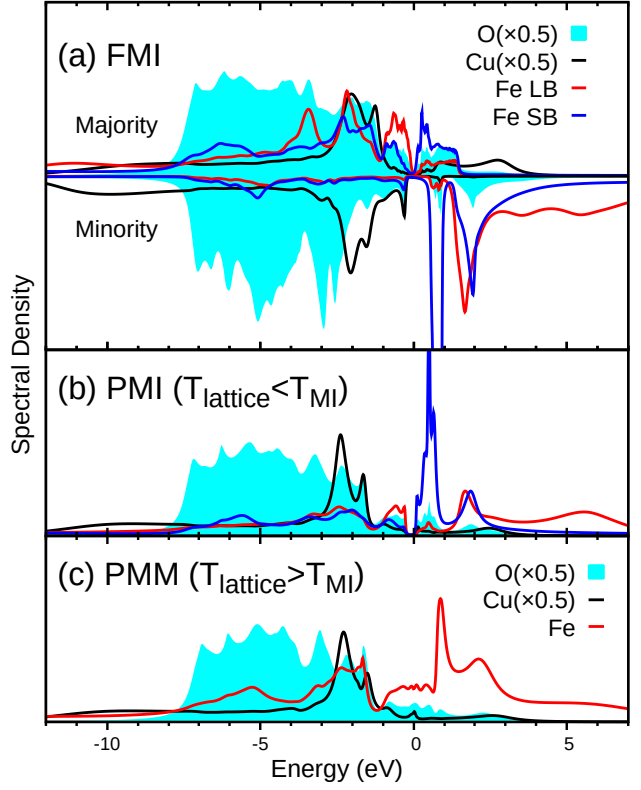 (a) FMI
O(×0.5)
Cu(×0.5)
Fe LB
Fe SB
Majority
Minority
Spectral Density
(b) PMI (T_lattice<T_MI)
(c) PMM (T_lattice>T_MI)
O(×0.5)
Cu(×0.5)
Fe
-10 -5 0 5
Energy (eV)